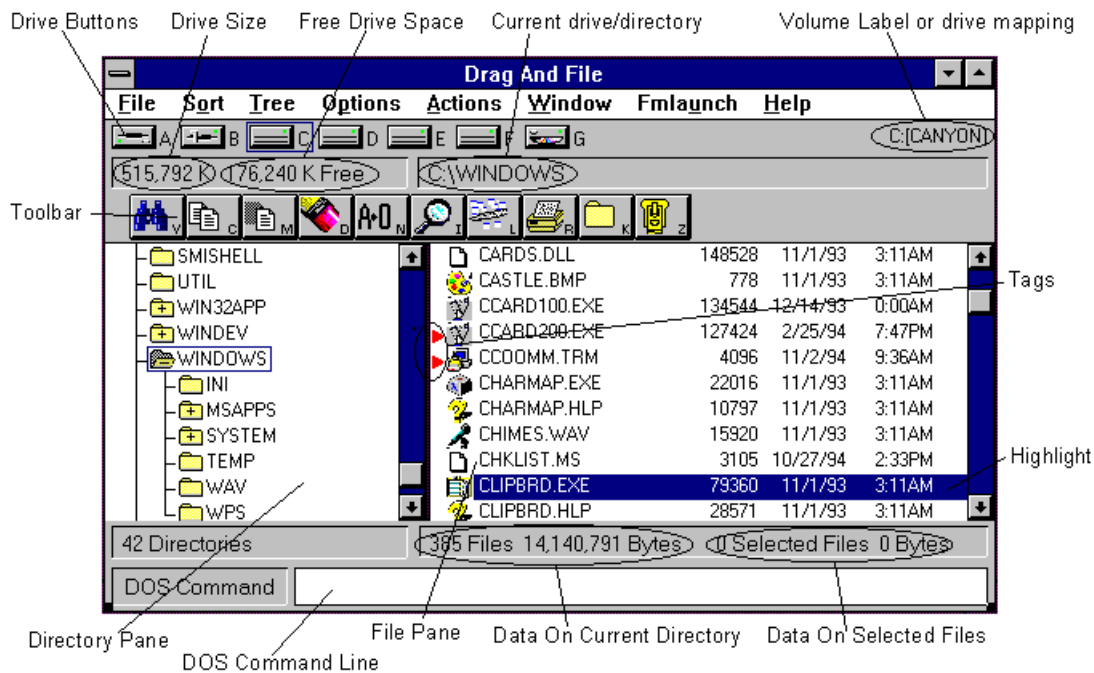 Drive Buttons Drive Size Free Drive Space Current drive/directory Volume Label or drive mapping
Drag And File
File Sort Tree Options Actions Window Fmlaunch Help
A B C D E F G C:[CANYON]
515,792 K 176,240 K Free C:\WINDOWS
Toolbar
V C M D A▸O N I L R K Z
SMISHELL CARDS.DLL 148528 11/1/93 3:11AM
UTIL CASTLE.BMP 778 11/1/93 3:11AM
Tags
WIN32APP CCARD100.EXE 134544 12/14/93 0:00AM
WINDEV CCARD200.EXE 127424 2/25/94 7:47PM
WINDOWS CCOOMM.TRM 4096 11/2/94 9:36AM
INI CHARMAP.EXE 22016 11/1/93 3:11AM
MSAPPS CHARMAP.HLP 10797 11/1/93 3:11AM
SYSTEM CHIMES.WAV 15920 11/1/93 3:11AM
TEMP CHKLIST.MS 3105 10/27/94 2:33PM Highlight
WAV CLIPBRD.EXE 79360 11/1/93 3:11AM
WPS CLIPBRD.HLP 28571 11/1/93 3:11AM
42 Directories 385 Files 14,140,791 Bytes 0 Selected Files 0 Bytes
DOS Command
Directory Pane File Pane Data On Current Directory Data On Selected Files
DOS Command Line